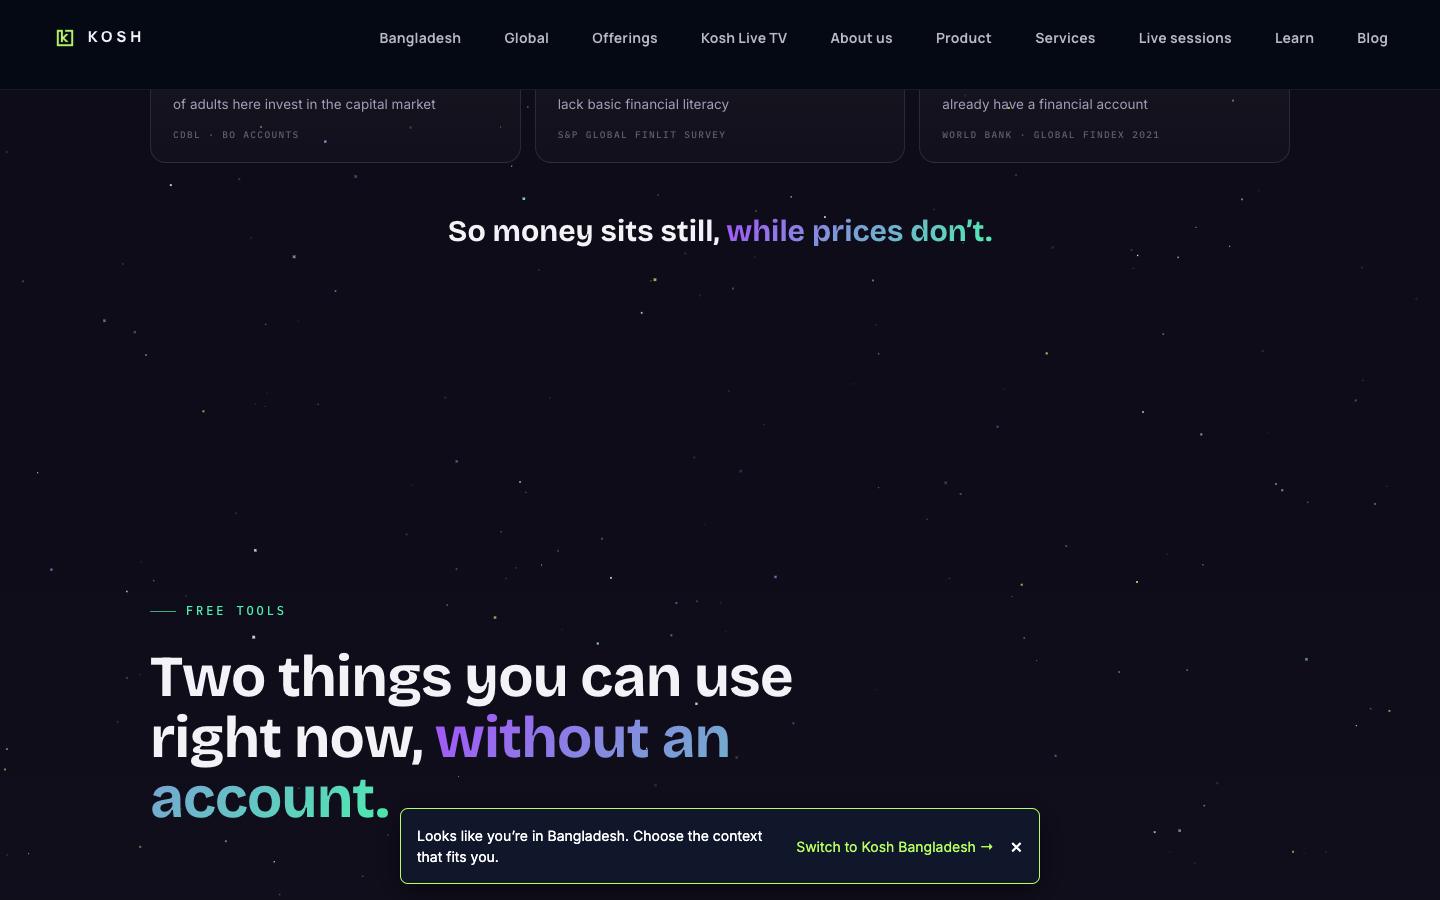 KOSH
Bangladesh Global Offerings Kosh Live TV About us Product Services Live sessions Learn Blog
of adults here invest in the capital market
CDBL · BO ACCOUNTS
lack basic financial literacy
S&P GLOBAL FINLIT SURVEY
already have a financial account
WORLD BANK · GLOBAL FINDEX 2021
So money sits still, while prices don’t.
FREE TOOLS
Two things you can use
right now, without an
account.
Looks like you’re in Bangladesh. Choose the context
that fits you.
Switch to Kosh Bangladesh → ✕